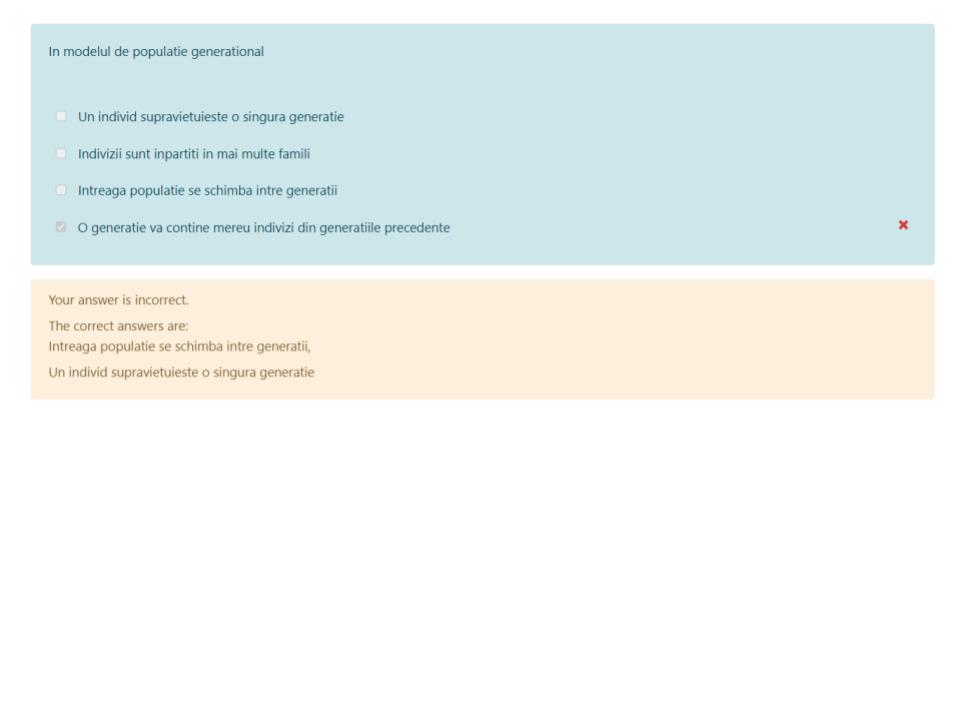 In modelul de populatie generational
Un individ supravietuieste o singura generatie
Indivizii sunt inpartiti in mai multe famili
Intreaga populatie se schimba intre generatii
O generatie va contine mereu indivizi din generatiile precedente
Your answer is incorrect.
The correct answers are:
Intreaga populatie se schimba intre generatii,
Un individ supravietuieste o singura generatie